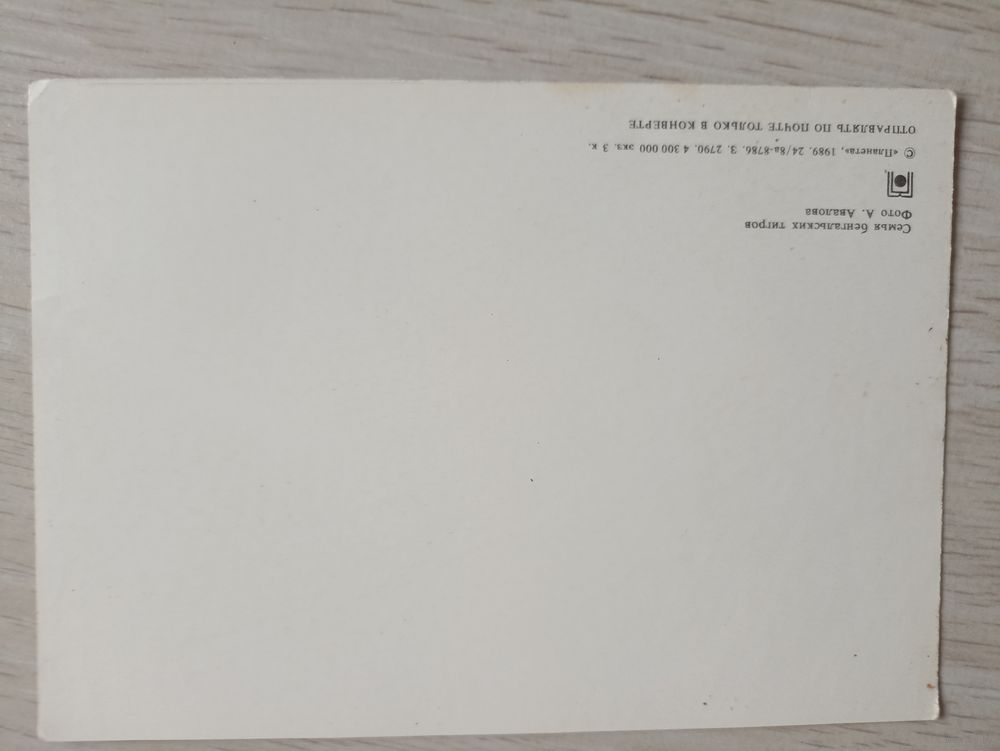 Семья бенгальских тигров
Фото А. Авалова
© «Планета», 1989. 24/8а-8786. З. 2790. 4 300 000 экз. 3 к.
ОТПРАВЛЯТЬ ПО ПОЧТЕ ТОЛЬКО В КОНВЕРТЕ